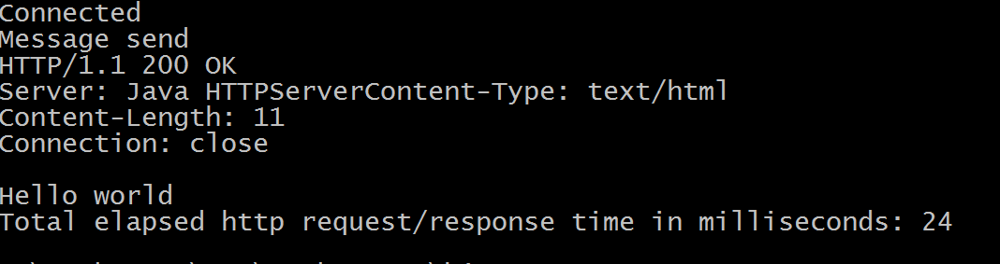 Connected
Message send
HTTP/1.1 200 OK
Server: Java HTTPServerContent-Type: text/html
Content-Length: 11
Connection: close
Hello world
Total elapsed http request/response time in milliseconds: 24